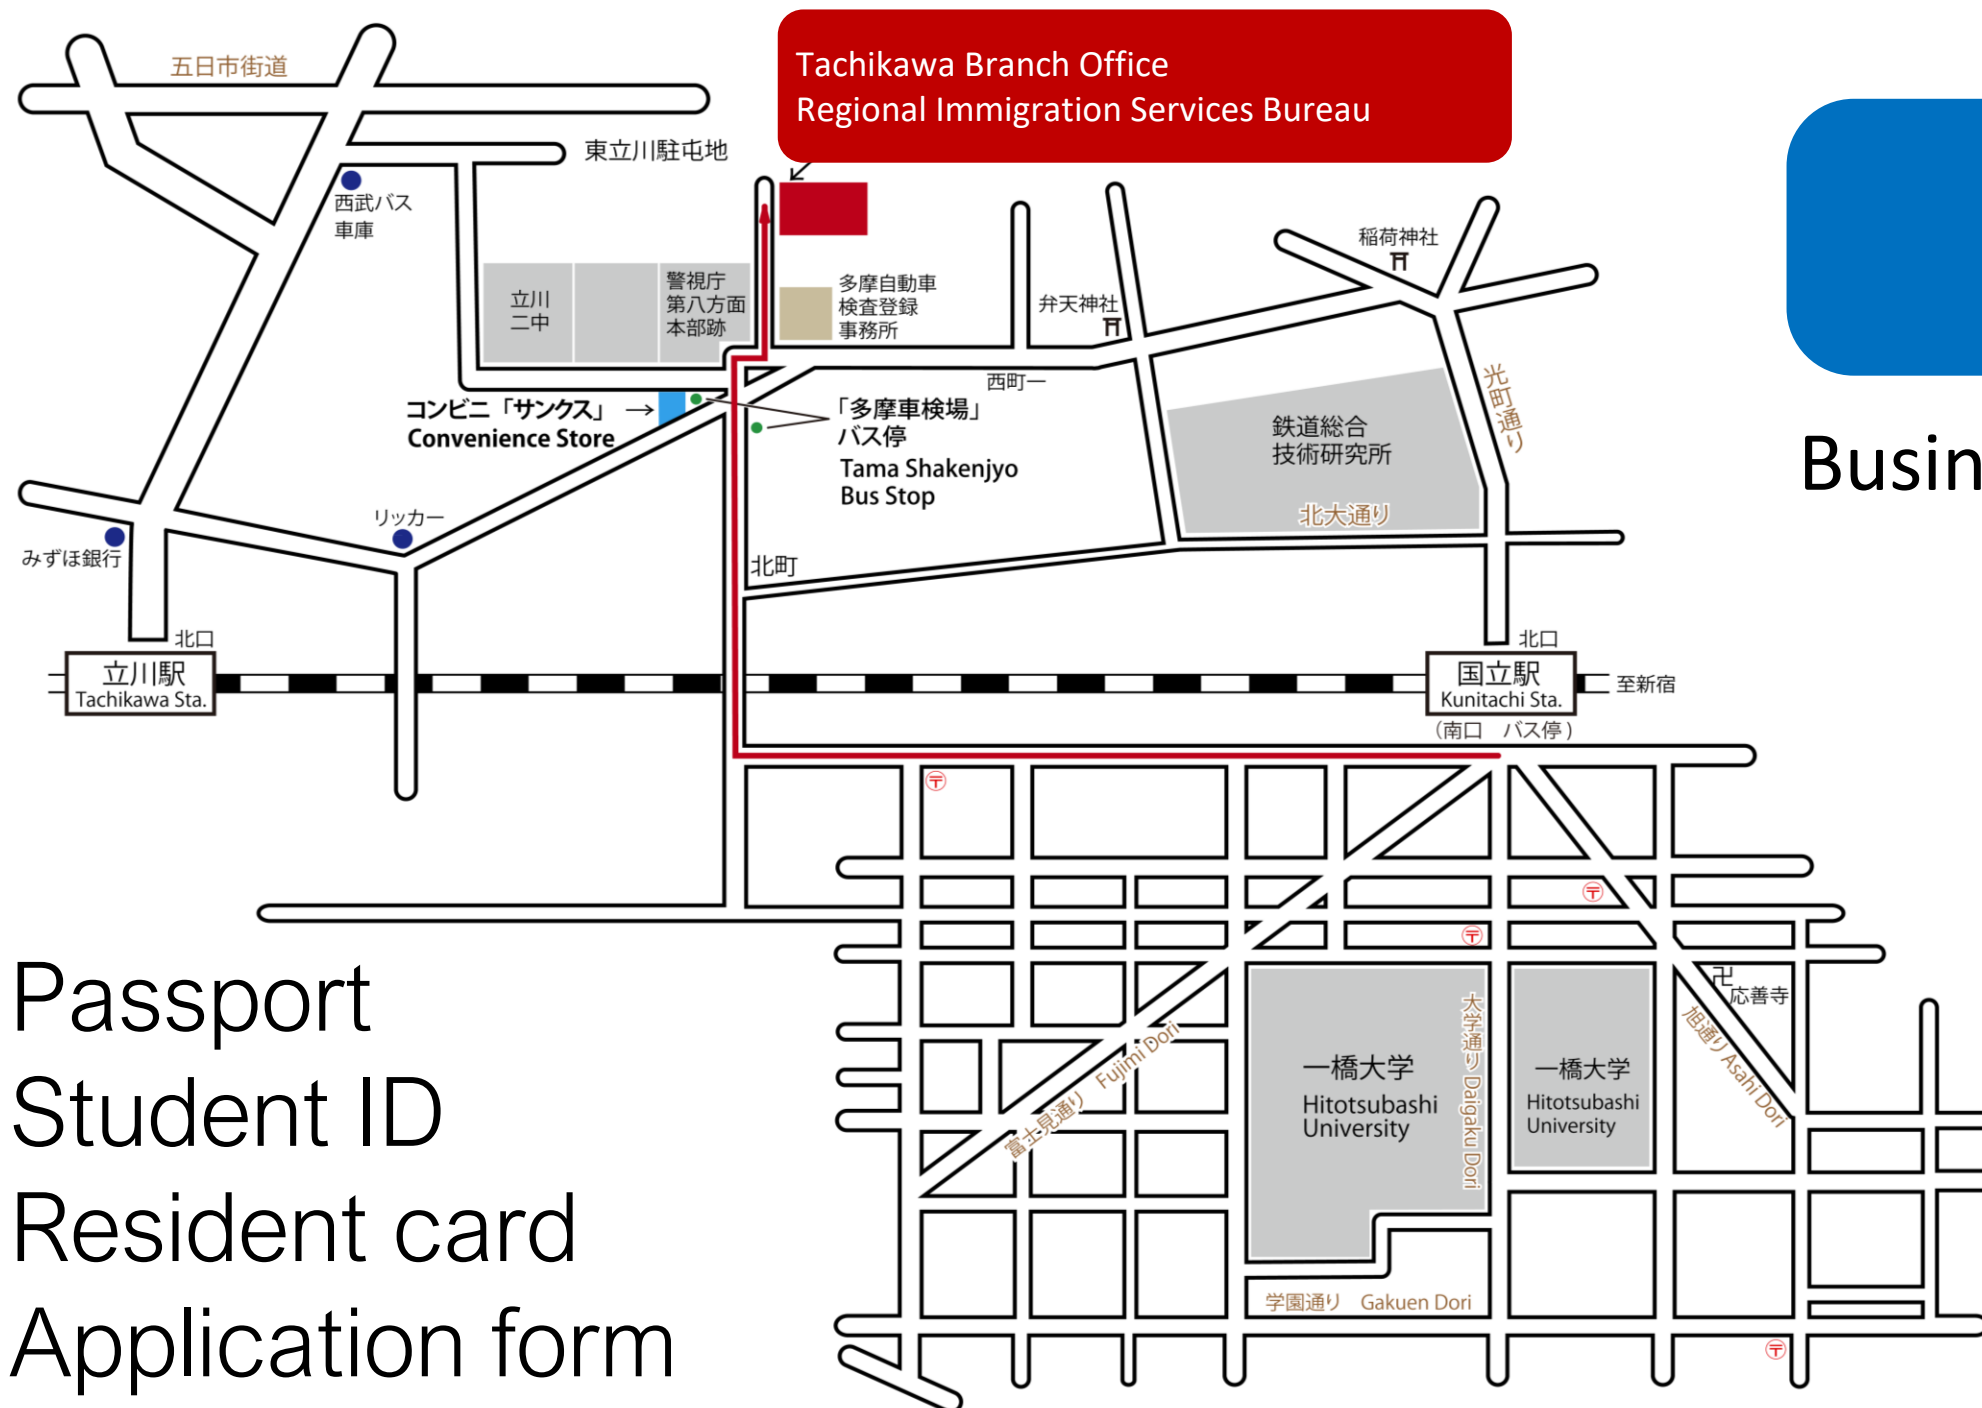 Tachikawa Branch Office
Regional Immigration Services Bureau
五日市街道
東立川駐屯地
西武バス
車庫
稲荷神社
立川
二中
警視庁
第八方面
本部跡
多摩自動車
検査登録
事務所
弁天神社
西町一
光町通り
コンビニ「サンクス」
Convenience Store
「多摩車検場」
バス停
Tama Shakenjyo
Bus Stop
鉄道総合
技術研究所
Busin
北大通り
リッカー
みずほ銀行
北町
北口
立川駅
Tachikawa Sta.
北口
国立駅
Kunitachi Sta.
至新宿
（南口　バス停）
〒
〒
〒
応善寺
富士見通り Fujimi Dori
一橋大学
Hitotsubashi
University
大学通り Daigaku Dori
一橋大学
Hitotsubashi
University
旭通り Asahi Dori
学園通り Gakuen Dori
〒
Passport
Student ID
Resident card
Application form